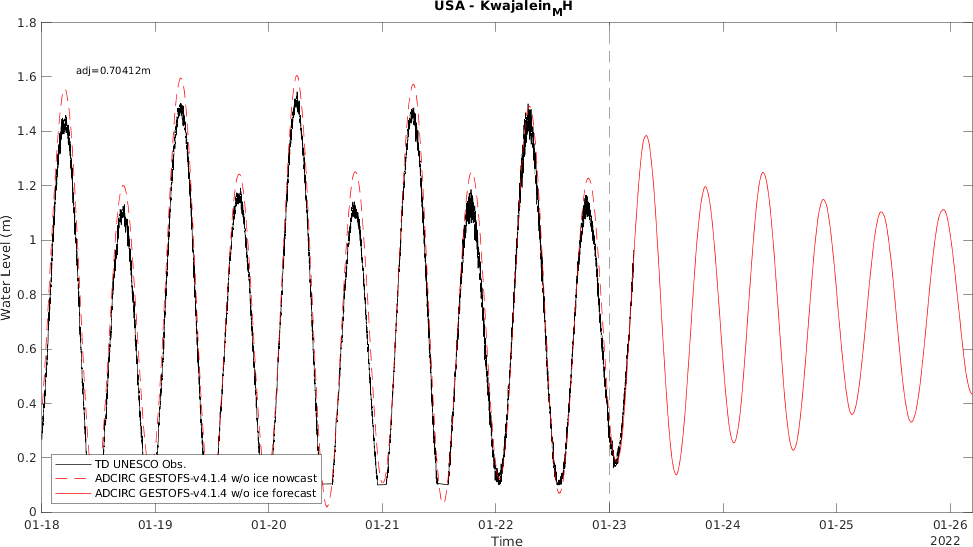 USA - Kwajalein_MH
1.8
adj=0.70412m
1.6
1.4
1.2
1
0.8
0.6
0.4
0.2
0
Water Level (m)
TD UNESCO Obs.
ADCIRC GESTOFS-v4.1.4 w/o ice nowcast
ADCIRC GESTOFS-v4.1.4 w/o ice forecast
01-18 01-19 01-20 01-21 01-22 01-23 01-24 01-25 01-26
Time
2022